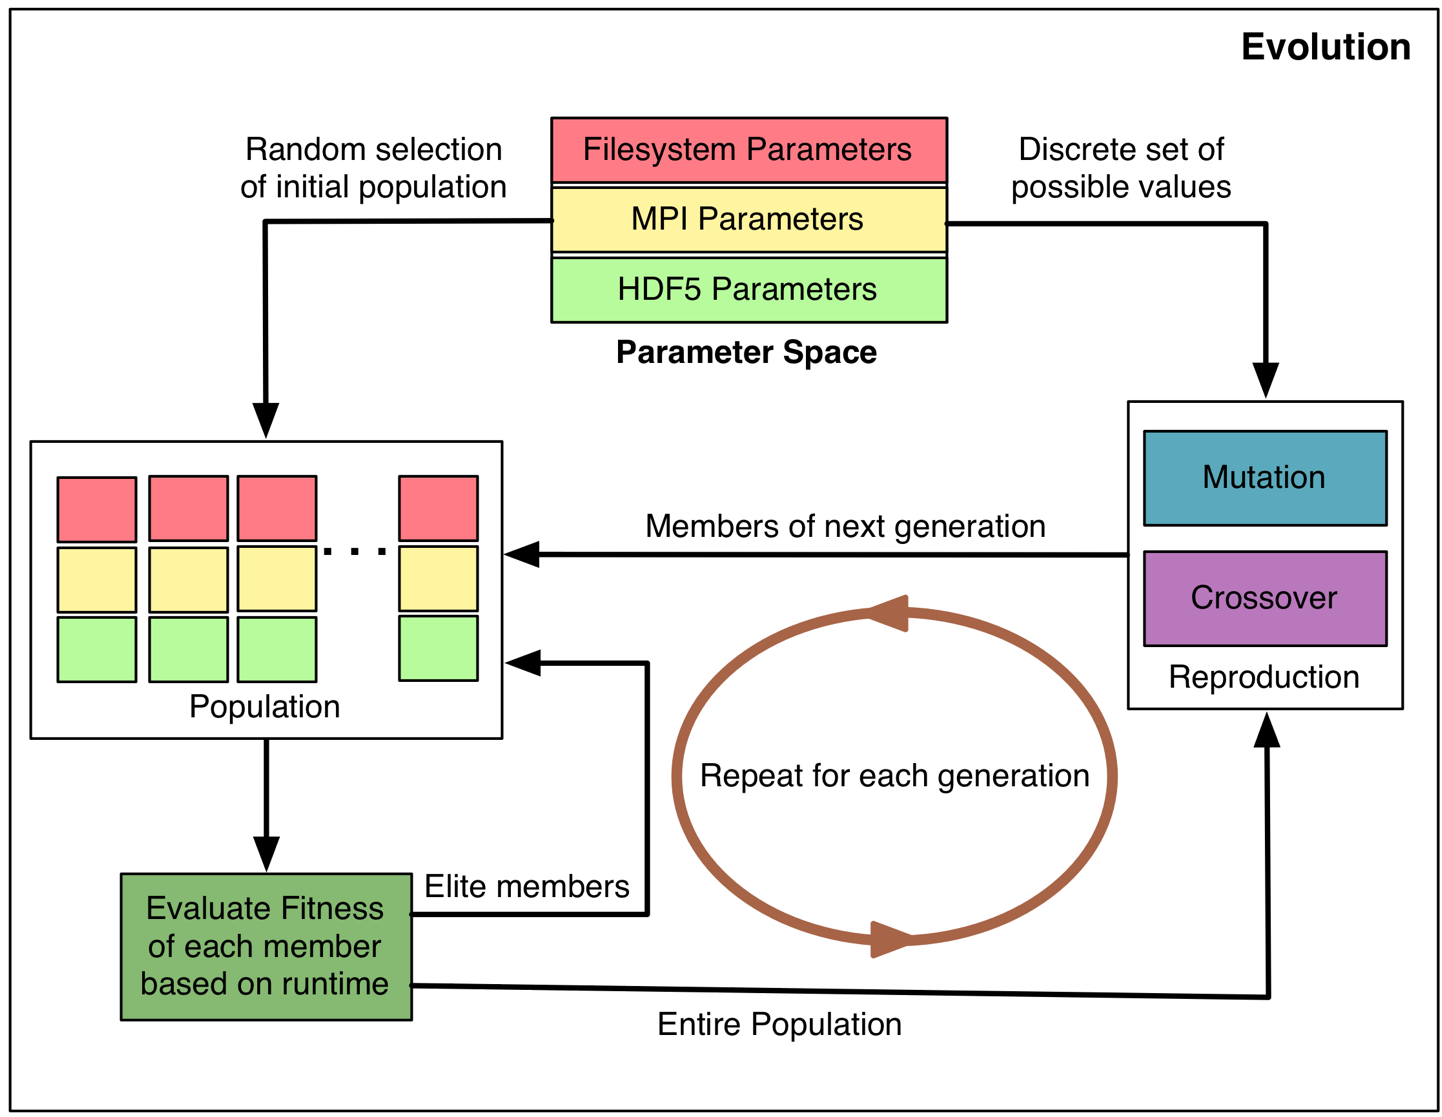 Evolution
Random selection
of initial population
Filesystem Parameters
MPI Parameters
HDF5 Parameters
Parameter Space
Discrete set of
possible values
Mutation
Crossover
Reproduction
Members of next generation
. . .
Population
Repeat for each generation
Elite members
Evaluate Fitness
of each member
based on runtime
Entire Population